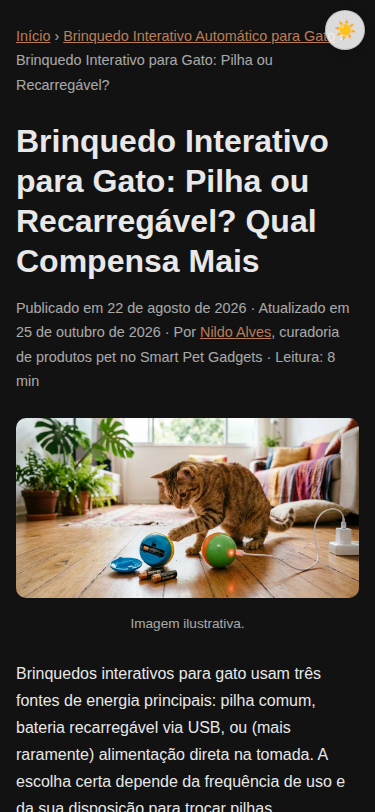 Início › Brinquedo Interativo Automático para Gato
Brinquedo Interativo para Gato: Pilha ou
Recarregável?
Brinquedo Interativo
para Gato: Pilha ou
Recarregável? Qual
Compensa Mais
Publicado em 22 de agosto de 2026 · Atualizado em
25 de outubro de 2026 · Por Nildo Alves, curadoria
de produtos pet no Smart Pet Gadgets · Leitura: 8
min
Imagem ilustrativa.
Brinquedos interativos para gato usam três
fontes de energia principais: pilha comum,
bateria recarregável via USB, ou (mais
raramente) alimentação direta na tomada. A
escolha certa depende da frequência de uso e
da sua disposição para trocar pilhas